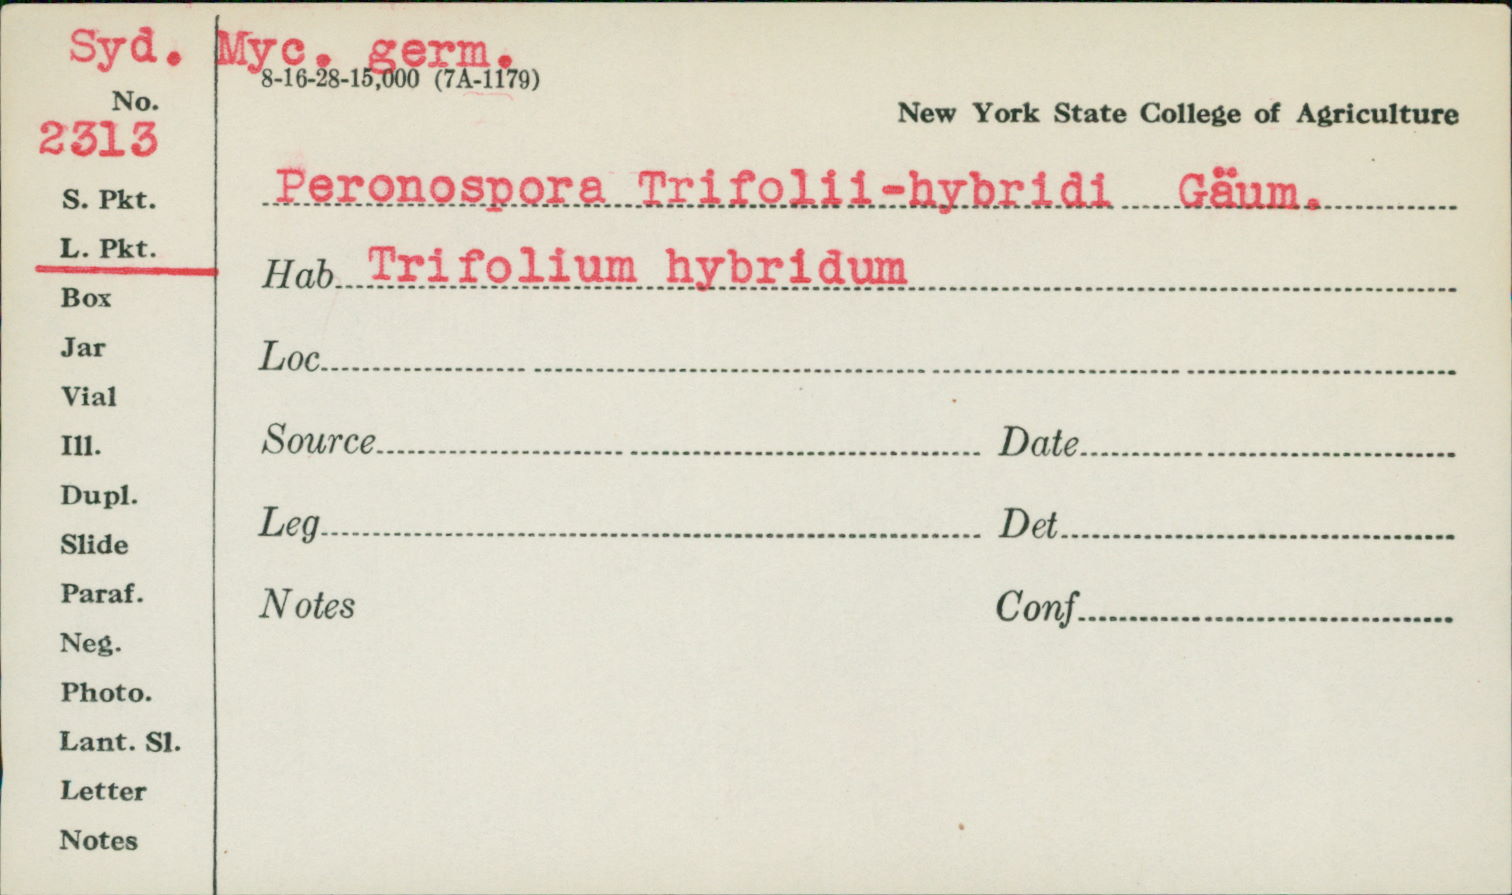 Syd. Myc. germ.
8-16-28-15,000 (7A-1179)
No.
2313
New York State College of Agriculture
S. Pkt.
Peronospora Trifolii-hybridi Gäum.
L. Pkt.
Hab Trifolium hybridum
Box
Jar
Loc
Vial
Ill.
Source Date
Dupl.
Slide
Leg Det
Paraf.
Notes Conf
Neg.
Photo.
Lant. Sl.
Letter
Notes